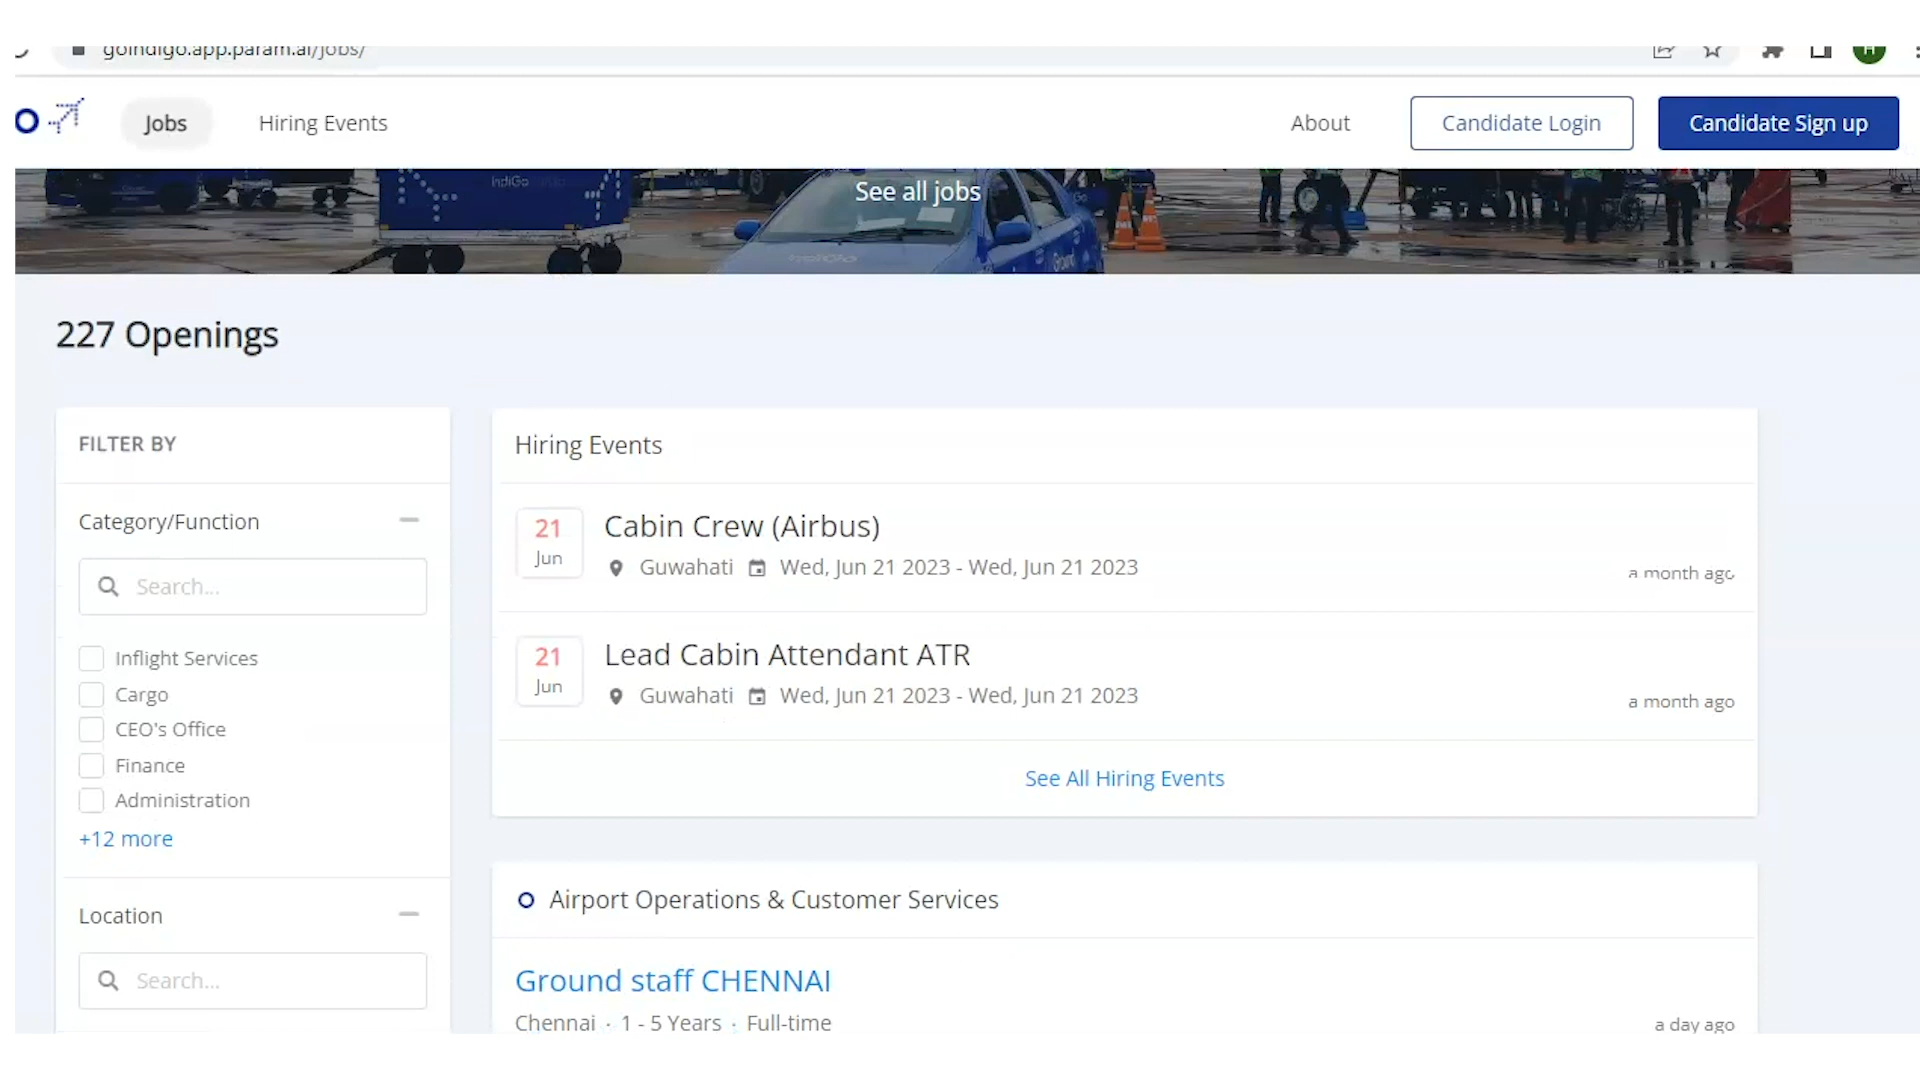 goindigo.app.param.ai/jobs/
H
Jobs
Hiring Events
About
Candidate Login
Candidate Sign up
IndiGo
See all jobs
227 Openings
FILTER BY
Category/Function
Search...
Inflight Services
Cargo
CEO's Office
Finance
Administration
+12 more
Location
Search...
Hiring Events
21
Jun
Cabin Crew (Airbus)
Guwahati Wed, Jun 21 2023 - Wed, Jun 21 2023
a month ago
21
Jun
Lead Cabin Attendant ATR
Guwahati Wed, Jun 21 2023 - Wed, Jun 21 2023
a month ago
See All Hiring Events
Airport Operations & Customer Services
Ground staff CHENNAI
Chennai · 1 - 5 Years · Full-time
a day ago